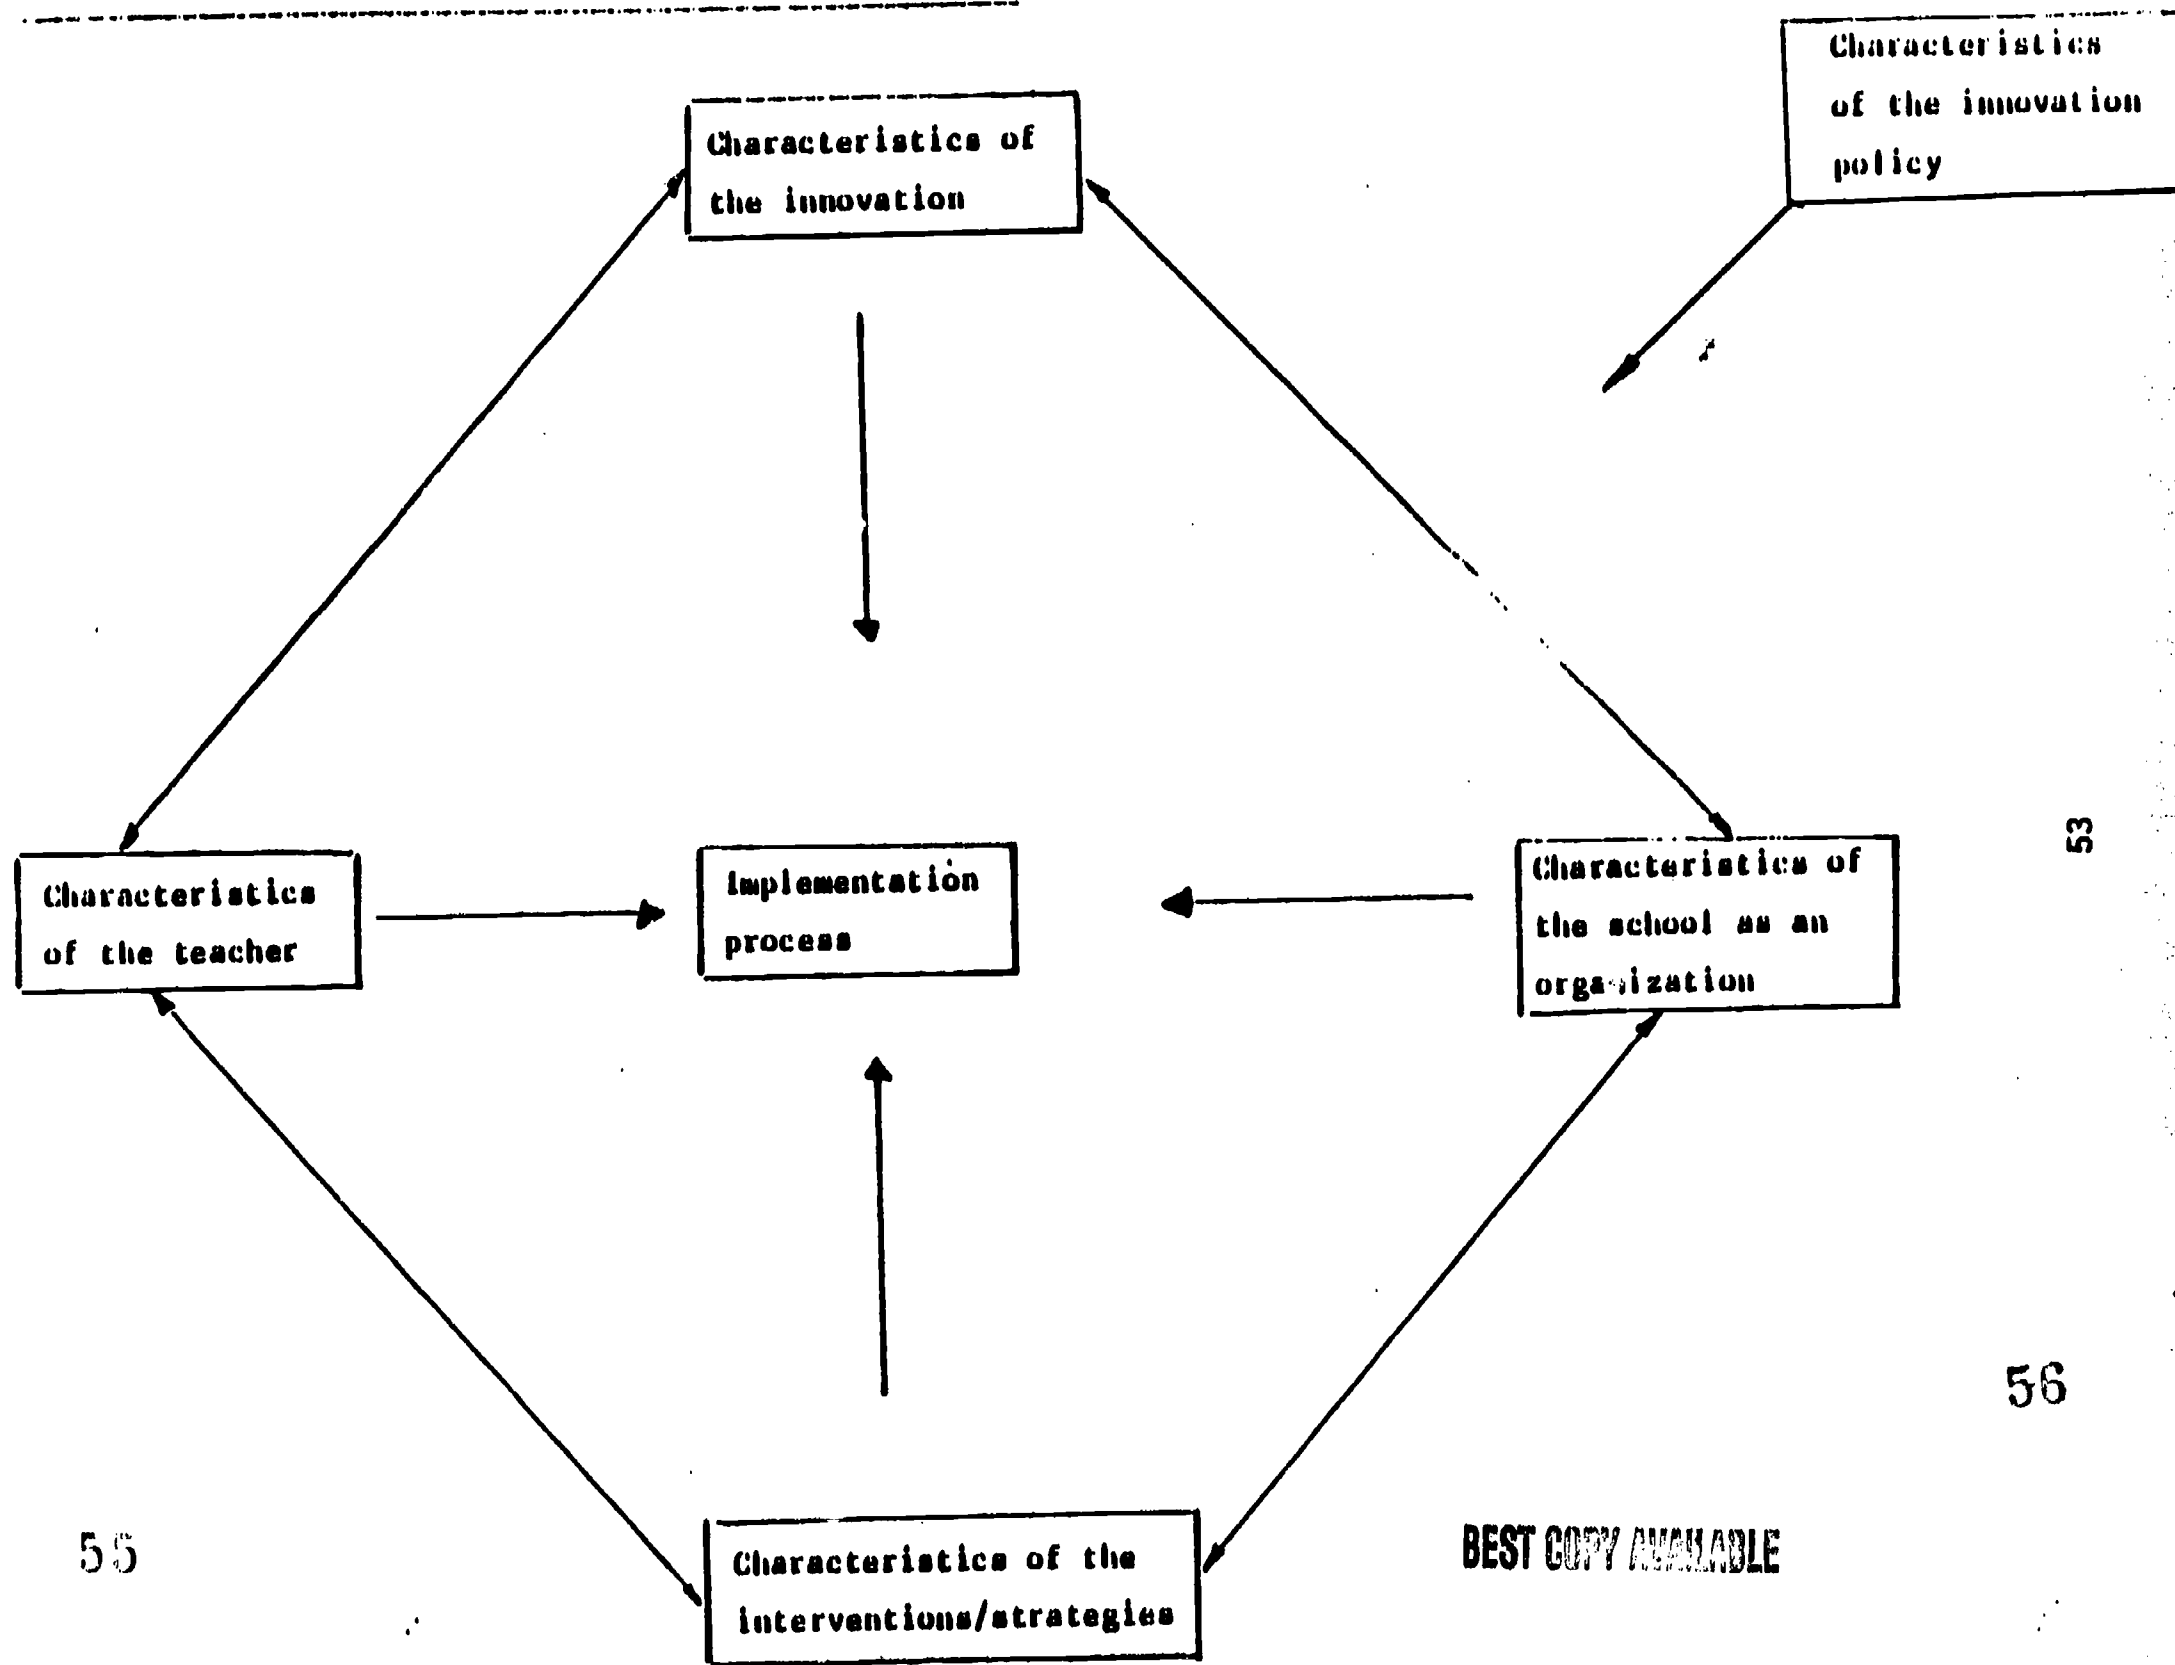 Characteristics
of the innovation
policy
Characteristics of
the innovation
Characteristics
of the teacher
Implementation
process
Characteristics of
the school as an
organization
53
56
55
Characteristics of the
interventions/strategies
BEST COPY AVAILABLE